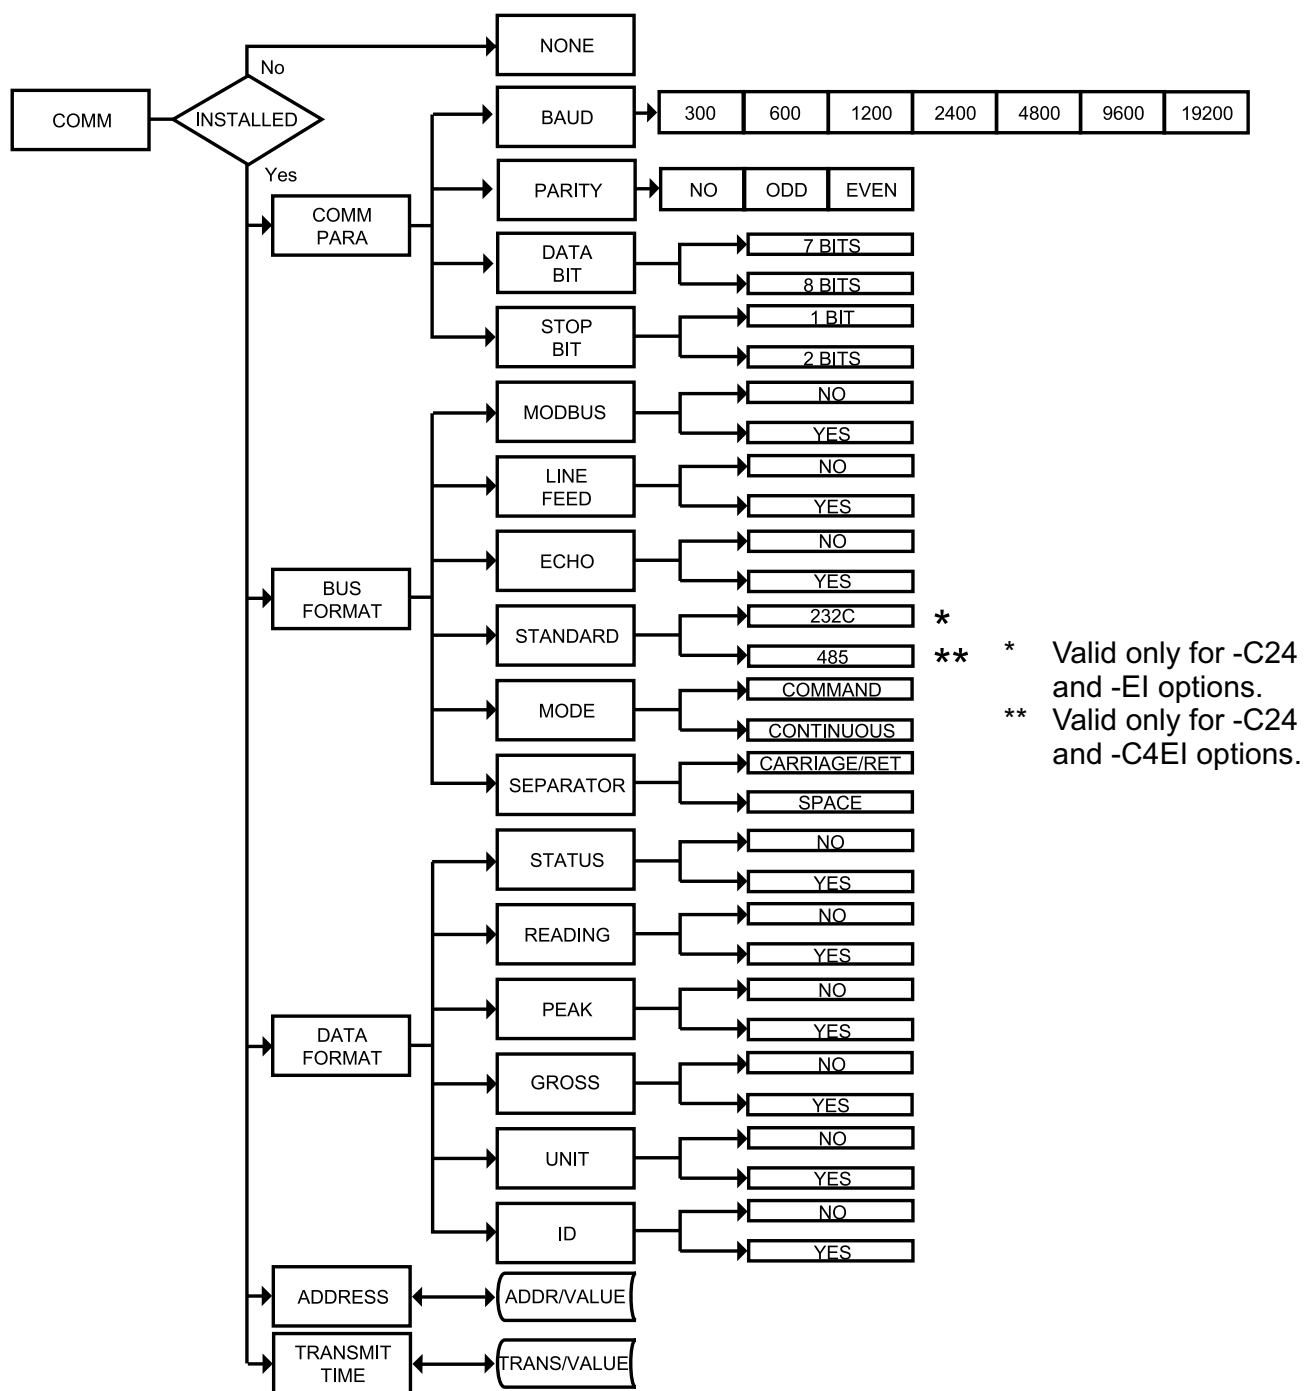 NONE
No
COMM
INSTALLED
BAUD
300 600 1200 2400 4800 9600 19200
Yes
PARITY
NO ODD EVEN
COMM
PARA
DATA
BIT
7 BITS
8 BITS
STOP
BIT
1 BIT
2 BITS
MODBUS
NO
YES
LINE
FEED
NO
YES
ECHO
NO
YES
BUS
FORMAT
STANDARD
232C *
485 **
* Valid only for -C24
and -EI options.
** Valid only for -C24
and -C4EI options.
MODE
COMMAND
CONTINUOUS
SEPARATOR
CARRIAGE/RET
SPACE
STATUS
NO
YES
READING
NO
YES
PEAK
NO
YES
DATA
FORMAT
GROSS
NO
YES
UNIT
NO
YES
ID
NO
YES
ADDRESS
ADDR/VALUE
TRANSMIT
TIME
TRANS/VALUE